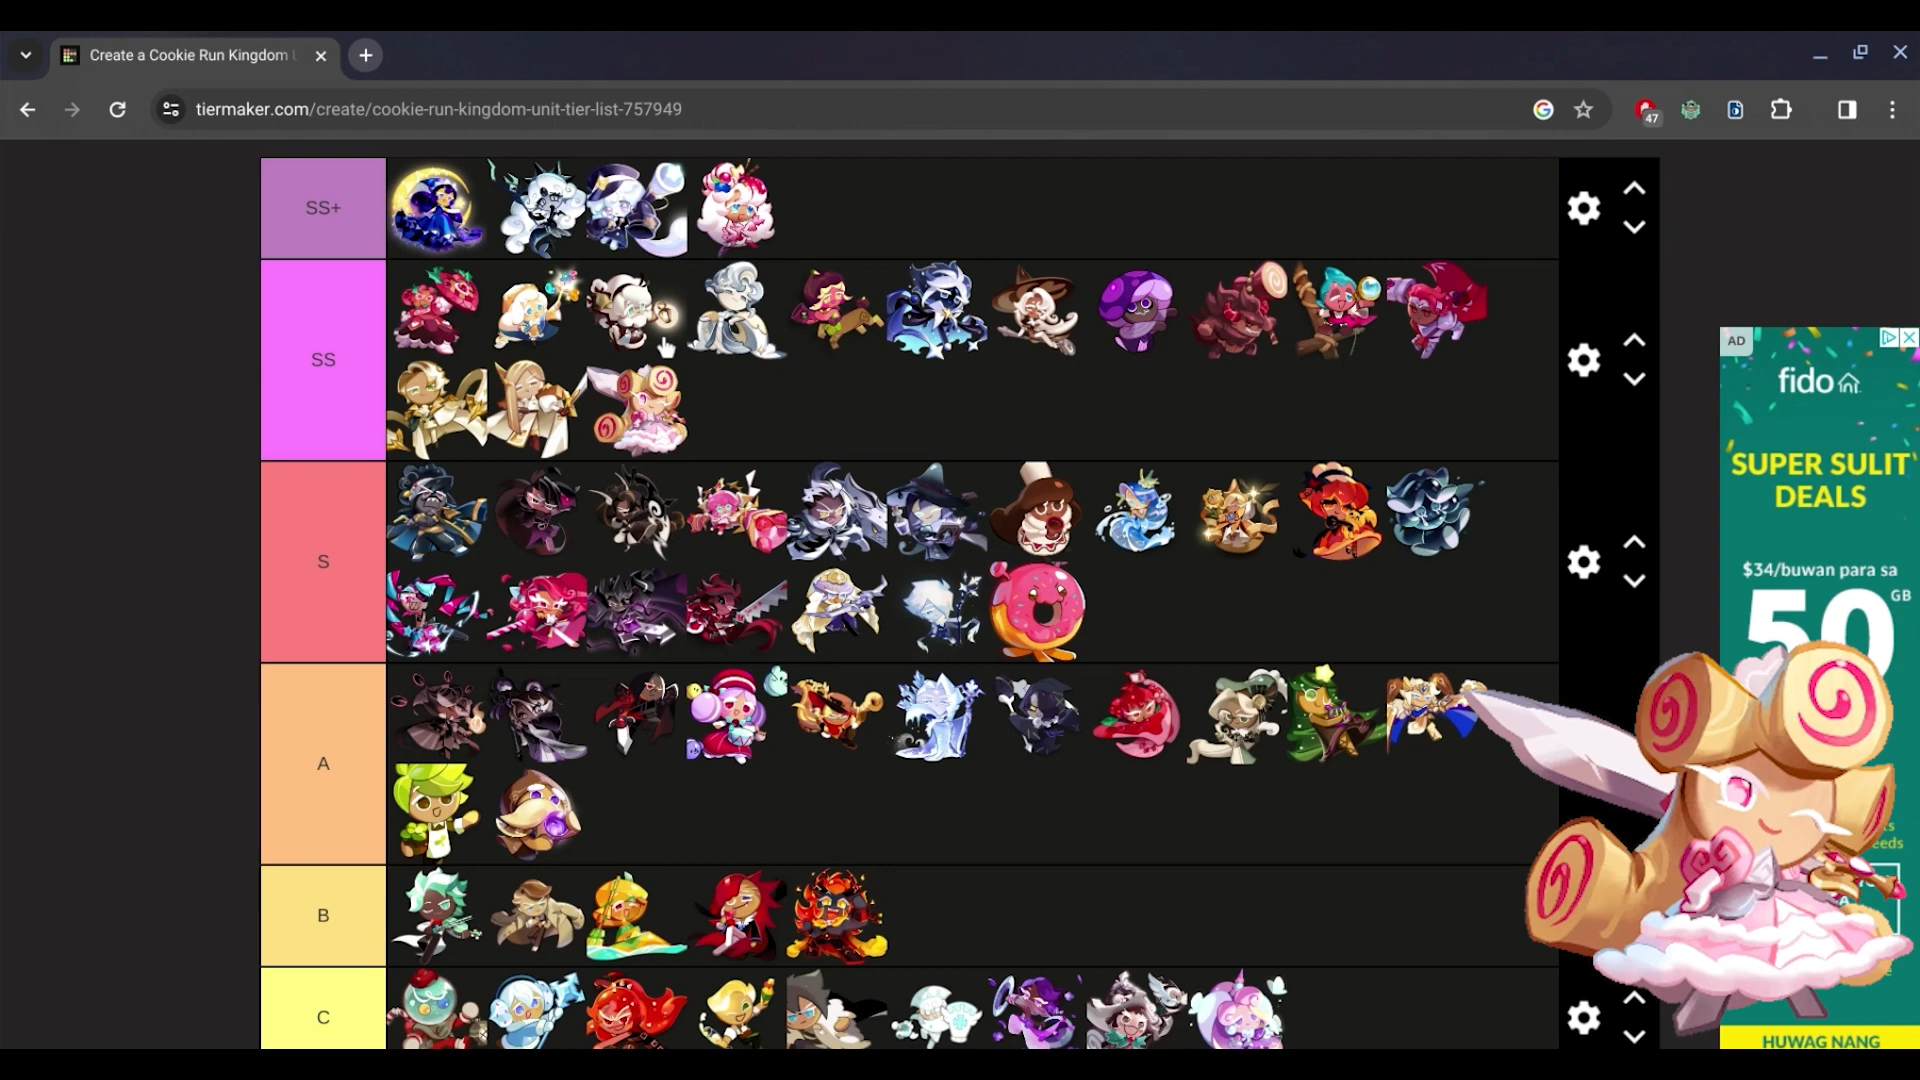 Create a Cookie Run Kingdom U
tiermaker.com/create/cookie-run-kingdom-unit-tier-list-757949
47
SS+
SS
S
A
B
C
AD
fido
SUPER SULIT
DEALS
$34/buwan para sa
50
GB
HUWAG NANG